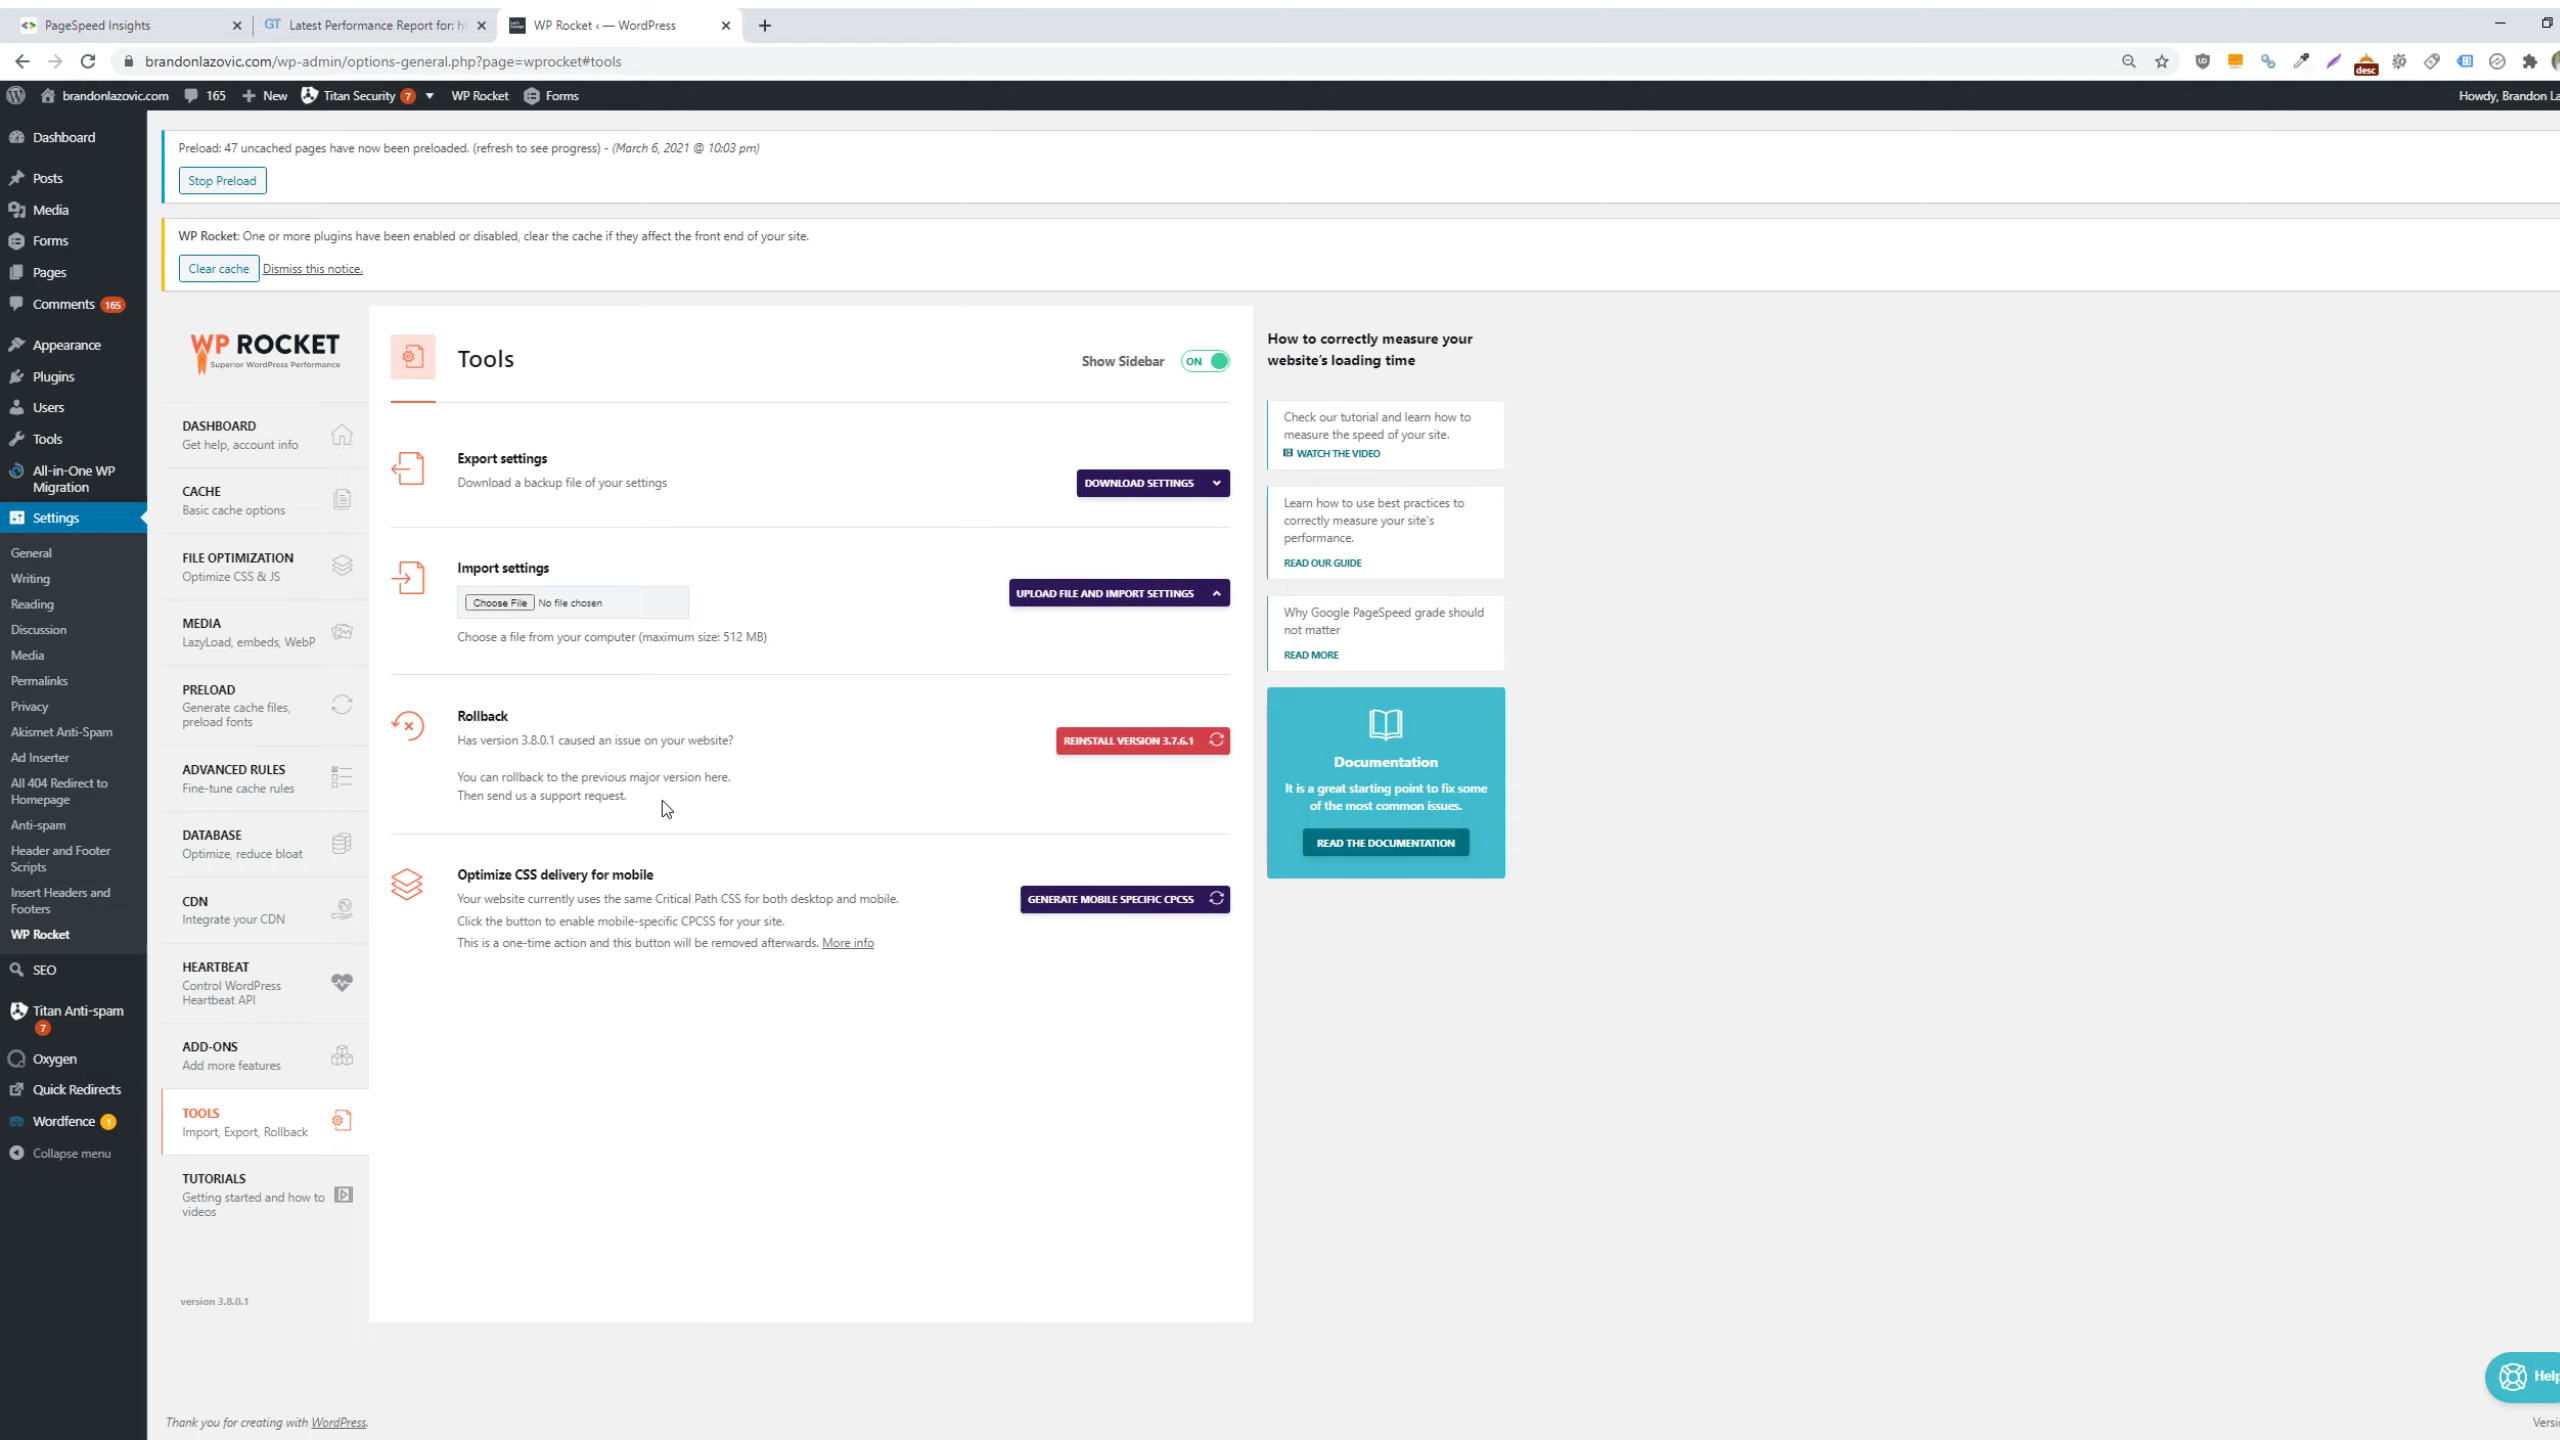 PageSpeed Insights
GT Latest Performance Report for: ht
WP Rocket ‹ — WordPress
brandonlazovic.com/wp-admin/options-general.php?page=wprocket#tools
desc
brandonlazovic.com
165
New
Titan Security 7
WP Rocket
Forms
Howdy, Brandon La
Dashboard
Posts
Media
Forms
Pages
Comments 165
Appearance
Plugins
Users
Tools
All-in-One WP
Migration
Settings
General
Writing
Reading
Discussion
Media
Permalinks
Privacy
Akismet Anti-Spam
Ad Inserter
All 404 Redirect to
Homepage
Anti-spam
Header and Footer
Scripts
Insert Headers and
Footers
WP Rocket
SEO
Titan Anti-spam
7
Oxygen
Quick Redirects
Wordfence 1
Collapse menu
Preload: 47 uncached pages have now been preloaded. (refresh to see progress) - (March 6, 2021 @ 10:03 pm)
Stop Preload
WP Rocket: One or more plugins have been enabled or disabled, clear the cache if they affect the front end of your site.
Clear cache Dismiss this notice.
WP ROCKET
Superior WordPress Performance
DASHBOARD
Get help, account info
CACHE
Basic cache options
FILE OPTIMIZATION
Optimize CSS & JS
MEDIA
LazyLoad, embeds, WebP
PRELOAD
Generate cache files,
preload fonts
ADVANCED RULES
Fine-tune cache rules
DATABASE
Optimize, reduce bloat
CDN
Integrate your CDN
HEARTBEAT
Control WordPress
Heartbeat API
ADD-ONS
Add more features
TOOLS
Import, Export, Rollback
TUTORIALS
Getting started and how to
videos
version 3.8.0.1
Tools
Show Sidebar ON
Export settings
Download a backup file of your settings
DOWNLOAD SETTINGS
Import settings
Choose File No file chosen
UPLOAD FILE AND IMPORT SETTINGS
Choose a file from your computer (maximum size: 512 MB)
Rollback
Has version 3.8.0.1 caused an issue on your website?
REINSTALL VERSION 3.7.6.1
You can rollback to the previous major version here.
Then send us a support request.
Optimize CSS delivery for mobile
Your website currently uses the same Critical Path CSS for both desktop and mobile.
GENERATE MOBILE SPECIFIC CPCSS
Click the button to enable mobile-specific CPCSS for your site.
This is a one-time action and this button will be removed afterwards. More info
How to correctly measure your
website's loading time
Check our tutorial and learn how to
measure the speed of your site.
WATCH THE VIDEO
Learn how to use best practices to
correctly measure your site's
performance.
READ OUR GUIDE
Why Google PageSpeed grade should
not matter
READ MORE
Documentation
It is a great starting point to fix some
of the most common issues.
READ THE DOCUMENTATION
Help
Thank you for creating with WordPress.
Versi